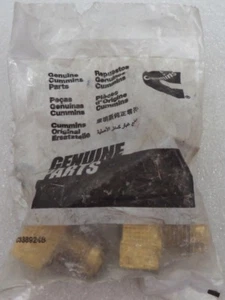 Genuine
Cummins
Parts
Repuestos
Genuinos
Cummins
Peças
Genuínas
Cummins
Pièces
d'Origine
Cummins
Cummins
Original
Ersatzteile
GENUINE
PARTS